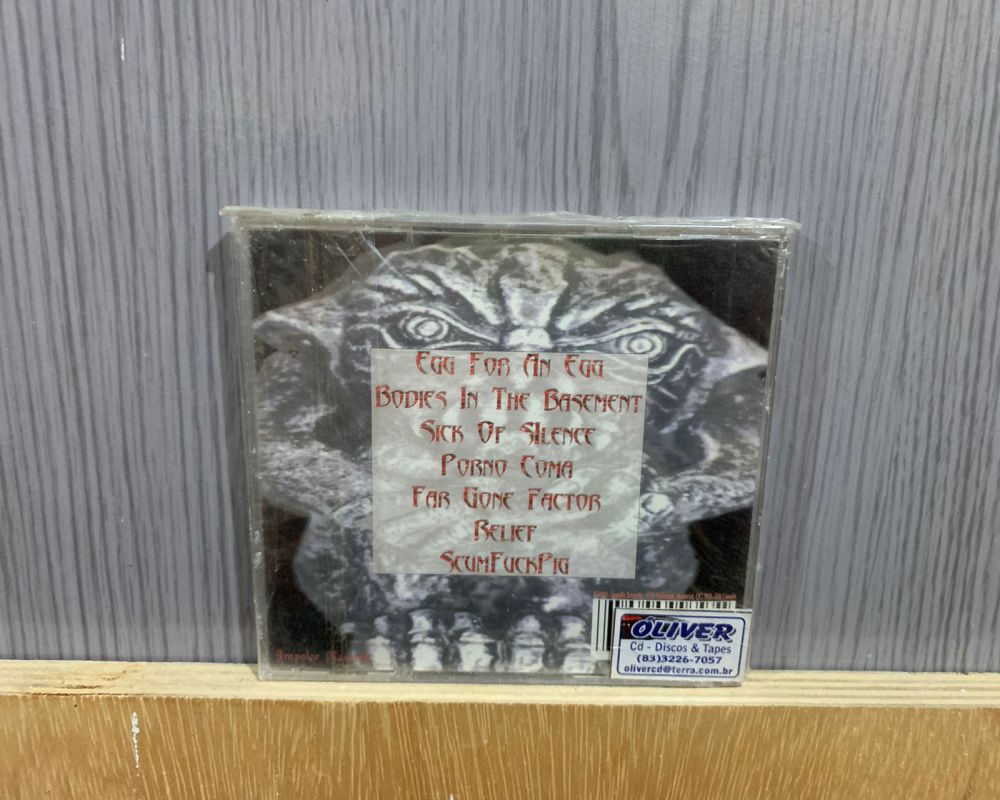 Egg For An Egg
Bodies In The Basement
Sick Of SIlence
Porno Coma
Far Gone Factor
Relief
ScumFuckPig
OLIVER
Cd - Discos & Tapes
(83)3226-7057
olivercd@terra.com.br